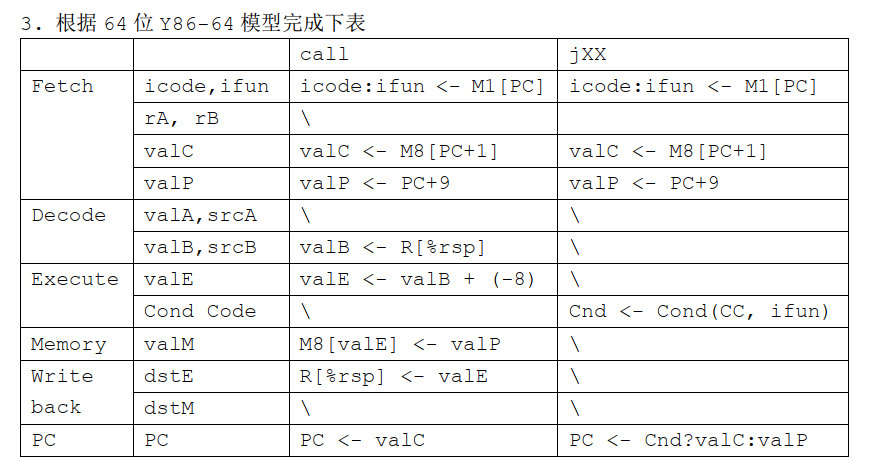 3. 根据 64 位 Y86-64 模型完成下表
call jXX
Fetch icode,ifun icode:ifun <- M1[PC] icode:ifun <- M1[PC]
rA, rB \
valC valC <- M8[PC+1] valC <- M8[PC+1]
valP valP <- PC+9 valP <- PC+9
Decode valA,srcA \ \
valB,srcB valB <- R[%rsp] \
Execute valE valE <- valB + (-8) \
Cond Code \ Cnd <- Cond(CC, ifun)
Memory valM M8[valE] <- valP \
Write dstE R[%rsp] <- valE \
back dstM \ \
PC PC PC <- valC PC <- Cnd?valC:valP